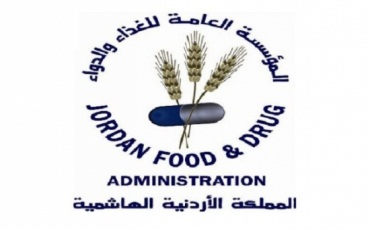 المؤسسة العامة للغذاء والدواء
JORDAN FOOD & DRUG
ADMINISTRATION
المملكة الأردنية الهاشمية